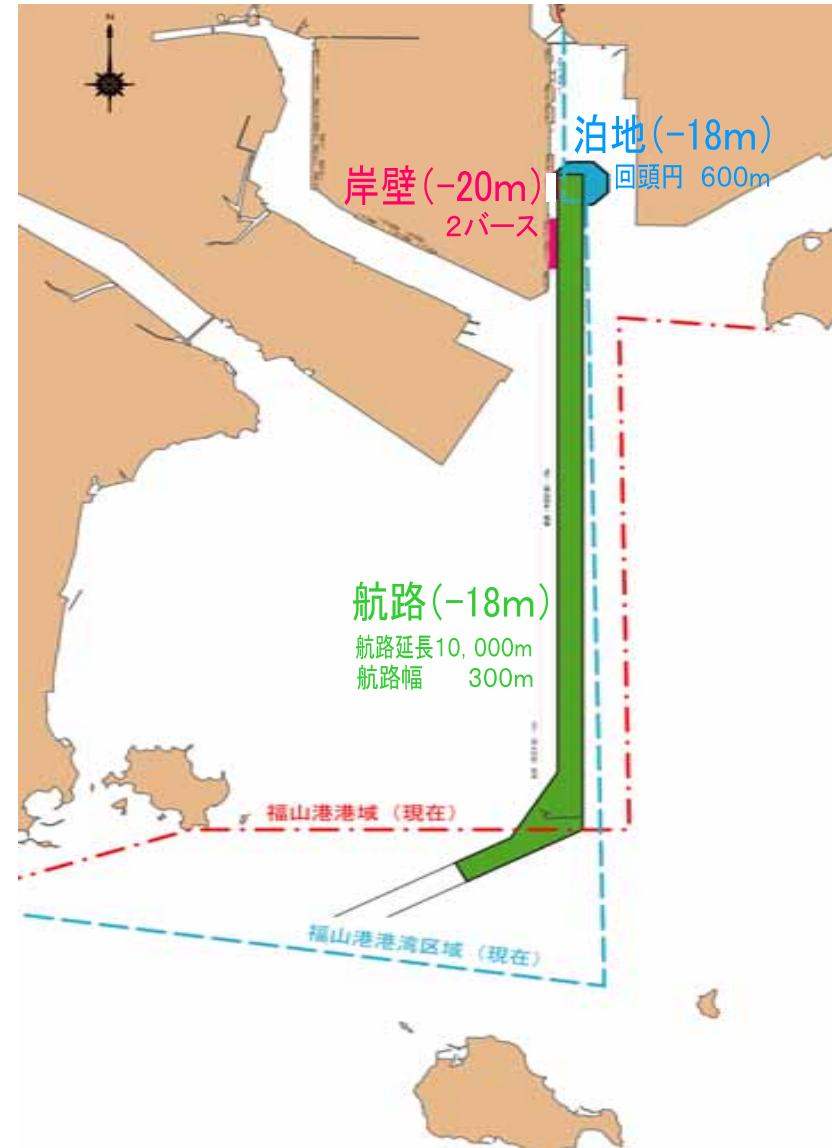 N
泊地(-18m)
回頭円 600m
岸壁(-20m)
2バース
航路(-18m)
航路延長10,000m
航路幅 300m
福山港港域（現在）
福山港港湾区域（現在）